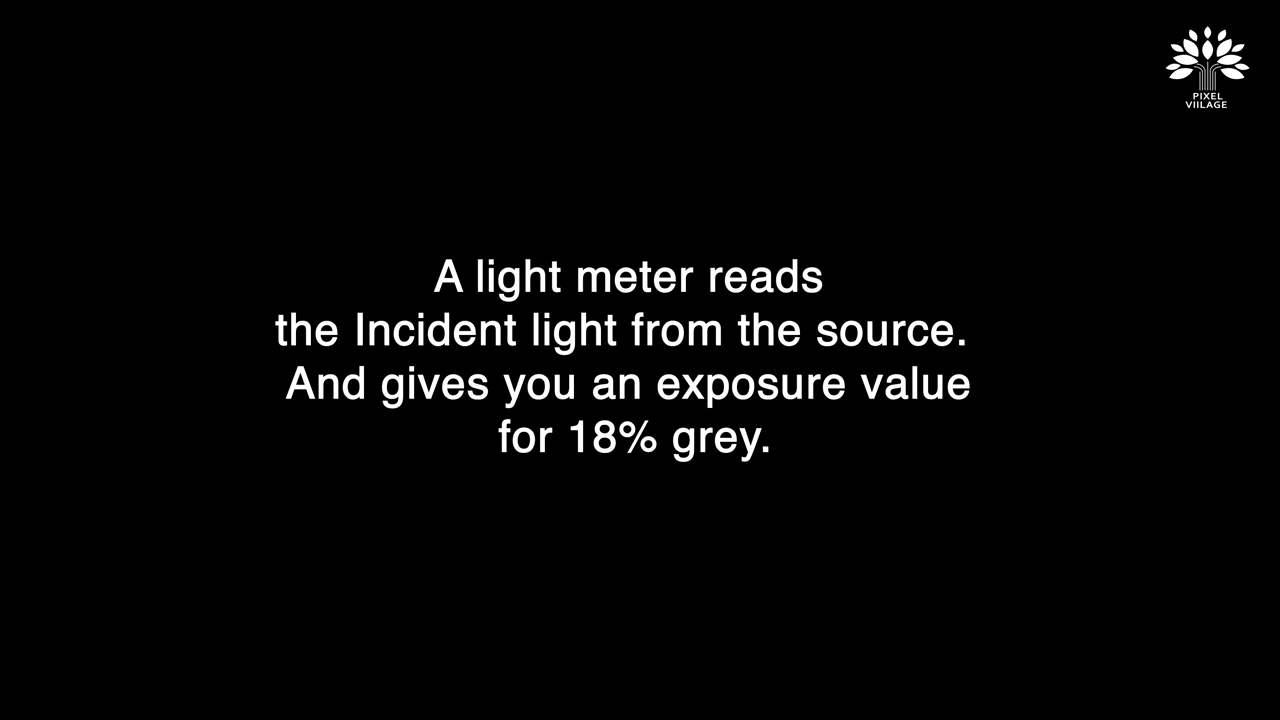 PIXEL
VIILAGE
A light meter reads
the Incident light from the source.
And gives you an exposure value
for 18% grey.